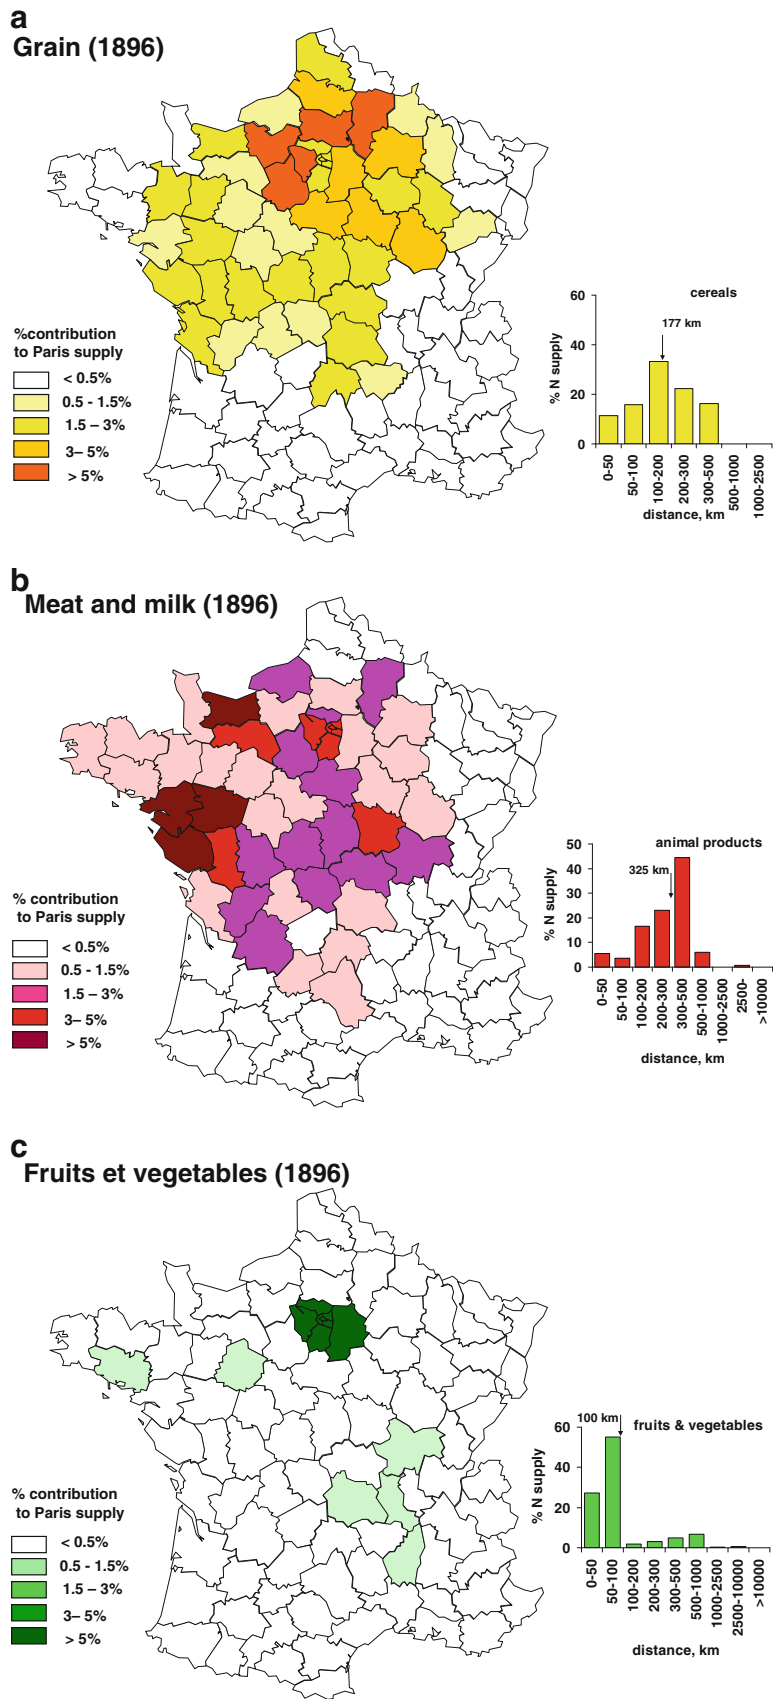 a
Grain (1896)
%contribution
to Paris supply
< 0.5%
0.5 - 1.5%
1.5 – 3%
3– 5%
> 5%
cereals
177 km
% N supply
60
40
20
0
0-50
50-100
100-200
200-300
300-500
500-1000
1000-2500
distance, km
b
Meat and milk (1896)
% contribution
to Paris supply
< 0.5%
0.5 - 1.5%
1.5 – 3%
3– 5%
> 5%
animal products
325 km
% N supply
50
40
30
20
10
0
0-50
50-100
100-200
200-300
300-500
500-1000
1000-2500
2500-
>10000
distance, km
c
Fruits et vegetables (1896)
% contribution
to Paris supply
< 0.5%
0.5 - 1.5%
1.5 – 3%
3– 5%
> 5%
100 km
fruits & vegetables
% N supply
60
40
20
0
0-50
50-100
100-200
200-300
300-500
500-1000
1000-2500
2500-10000
>10000
distance, km